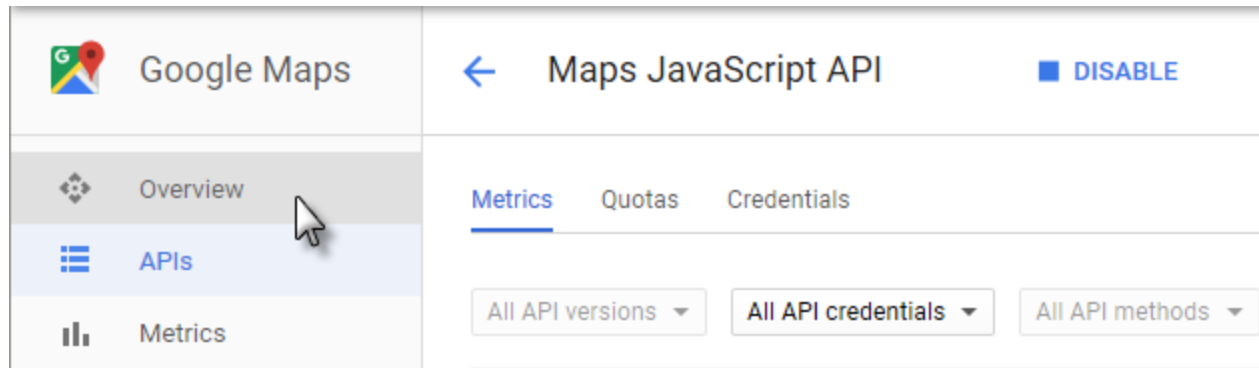 G
Google Maps
Maps JavaScript API
DISABLE
Overview
APIs
Metrics
Metrics Quotas Credentials
All API versions All API credentials All API methods